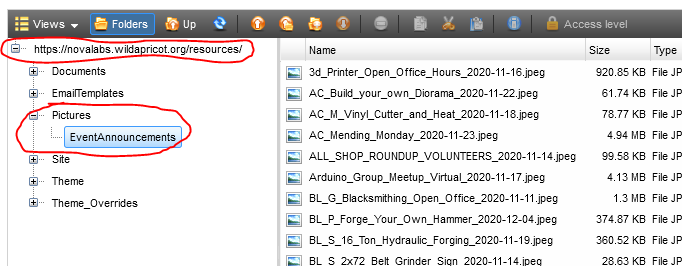 Views Folders Up Access level
https://novalabs.wildapricot.org/resources/
Documents
EmailTemplates
Pictures
EventAnnouncements
Site
Theme
Theme_Overrides
Name Size Type
3d_Printer_Open_Office_Hours_2020-11-16.jpeg 920.85 KB File JP
AC_Build_your_own_Diorama_2020-11-22.jpeg 61.74 KB File JP
AC_M_Vinyl_Cutter_and_Heat_2020-11-18.jpeg 78.77 KB File JP
AC_Mending_Monday_2020-11-23.jpeg 4.94 MB File JP
ALL_SHOP_ROUNDUP_VOLUNTEERS_2020-11-14.jpeg 99.58 KB File JP
Arduino_Group_Meetup_Virtual_2020-11-17.jpeg 4.13 MB File JP
BL_G_Blacksmithing_Open_Office_2020-11-11.jpeg 1.3 MB File JP
BL_P_Forge_Your_Own_Hammer_2020-12-04.jpeg 374.87 KB File JP
BL_S_16_Ton_Hydraulic_Forging_2020-11-19.jpeg 360.52 KB File JP
BL_S_2x72_Belt_Grinder_Sign_2020-11-14.jpeg 28.63 KB File JP